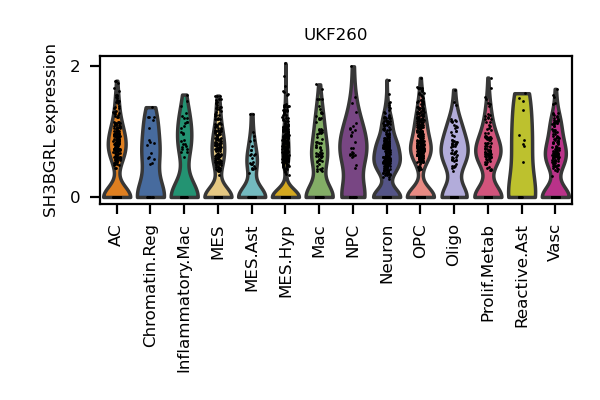 UKF260
SH3BGRL expression
2
0
AC
Chromatin.Reg
Inflammatory.Mac
MES
MES.Ast
MES.Hyp
Mac
NPC
Neuron
OPC
Oligo
Prolif.Metab
Reactive.Ast
Vasc